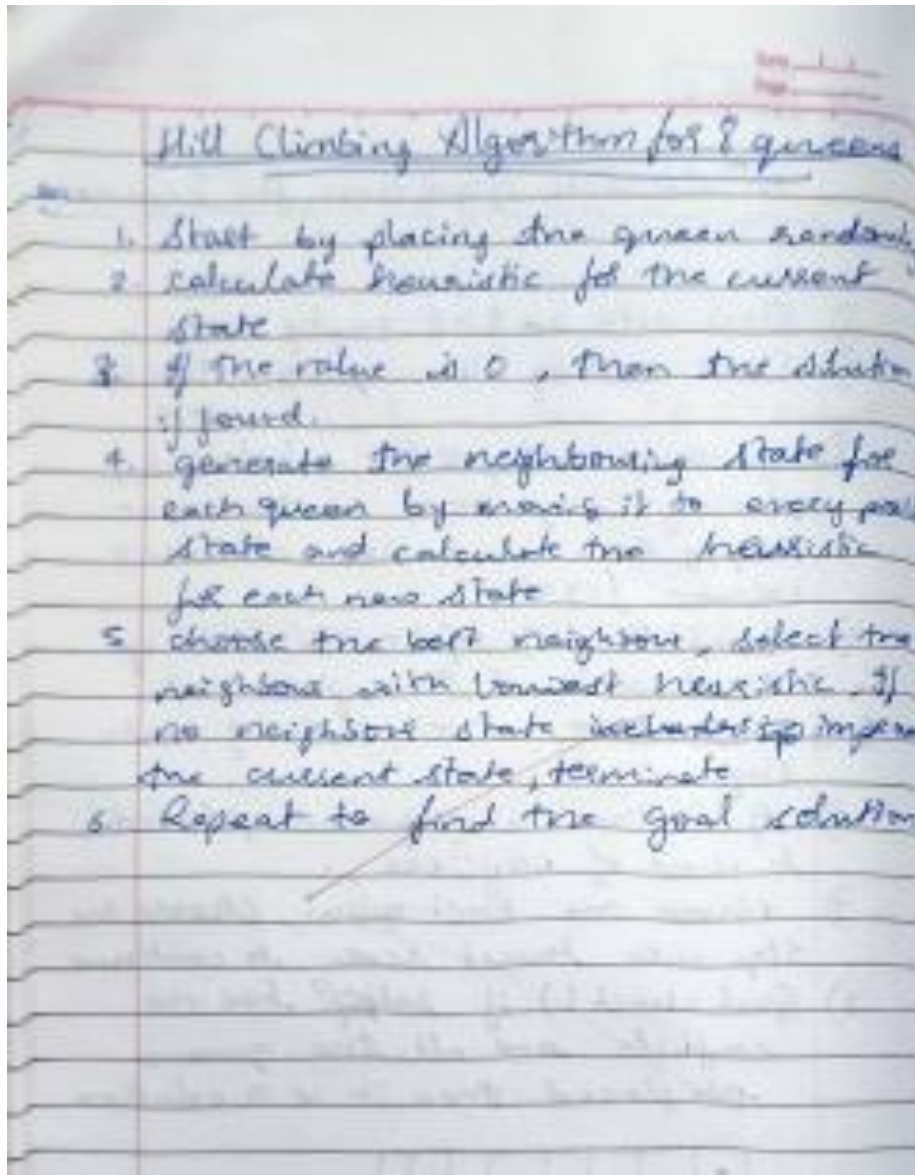 Date
Page
Hill Climbing Algorithm for 8 queens
1. Start by placing the queen randomly
2 calculate heuristic for the current
state
3. if the value is 0, then the solution
if found.
4. generate the neighbouring state for
each queen by moving it to every
state and calculate the heuristic
for each new state
5 choose the best neighbour, select the
neighbour with lowest heuristic. If
no neighbour state
the current state, terminate
6. Repeat to find the goal solution